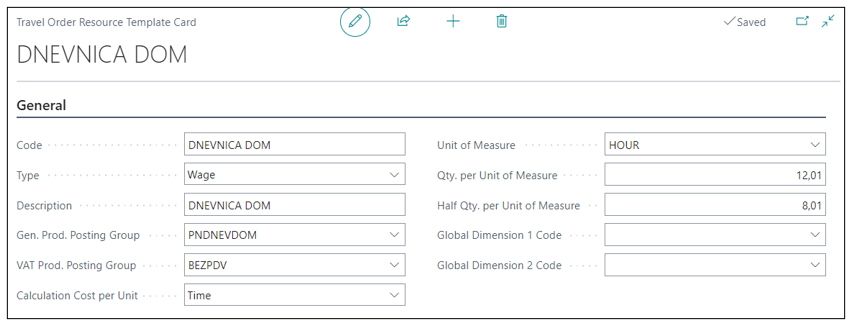 Travel Order Resource Template Card
Saved
DNEVNICA DOM
General
Code DNEVNICA DOM
Type Wage
Description DNEVNICA DOM
Gen. Prod. Posting Group PNDNEVDOM
VAT Prod. Posting Group BEZPDV
Calculation Cost per Unit Time
Unit of Measure HOUR
Qty. per Unit of Measure 12,01
Half Qty. per Unit of Measure 8,01
Global Dimension 1 Code
Global Dimension 2 Code